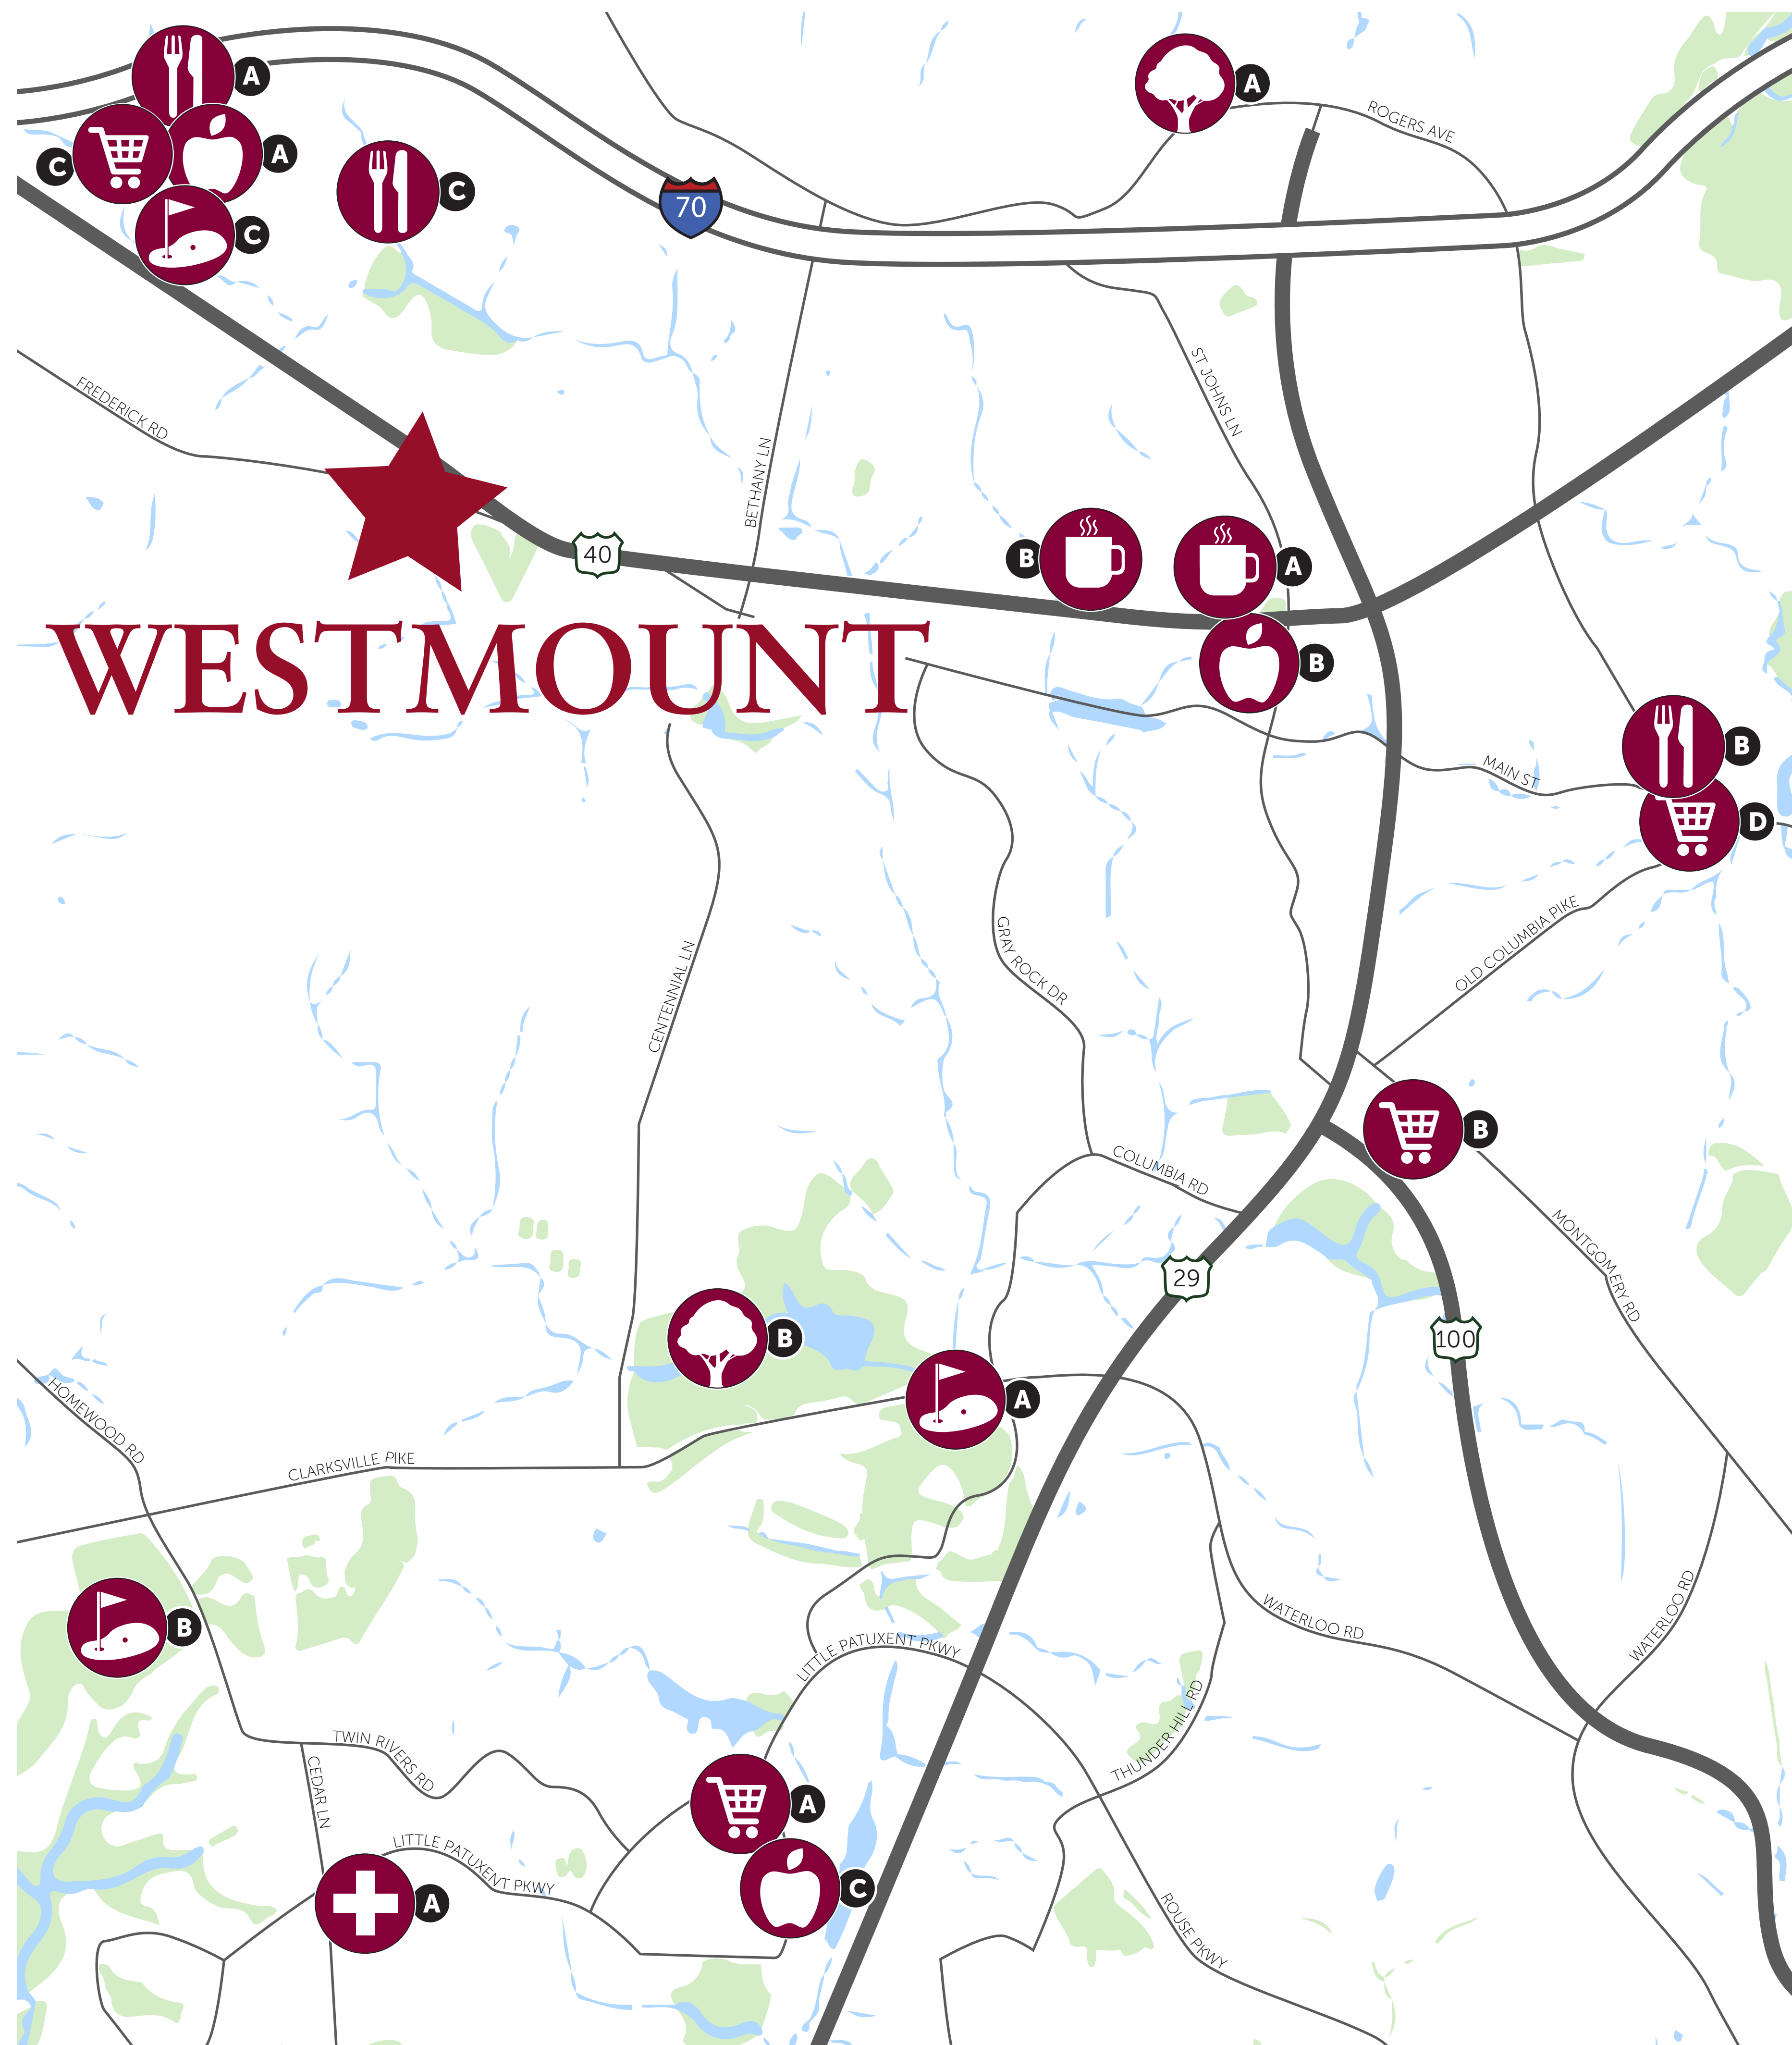 A
A
C
A
C
C
70
ROGERS AVE
ST JOHNS LN
FREDERICK RD
BETHANY LN
40
B
A
WESTMOUNT
B
B
MAIN ST
D
OLD COLUMBIA PIKE
GRAY ROCK DR
CENTENNIAL LN
B
COLUMBIA RD
MONTGOMERY RD
29
B
100
A
HOMEWOOD RD
CLARKSVILLE PIKE
B
WATERLOO RD
WATERLOO RD
LITTLE PATUXENT PKWY
THUNDER HILL RD
TWIN RIVERS RD
CEDAR LN
A
LITTLE PATUXENT PKWY
C
A
ROUSE PKWY